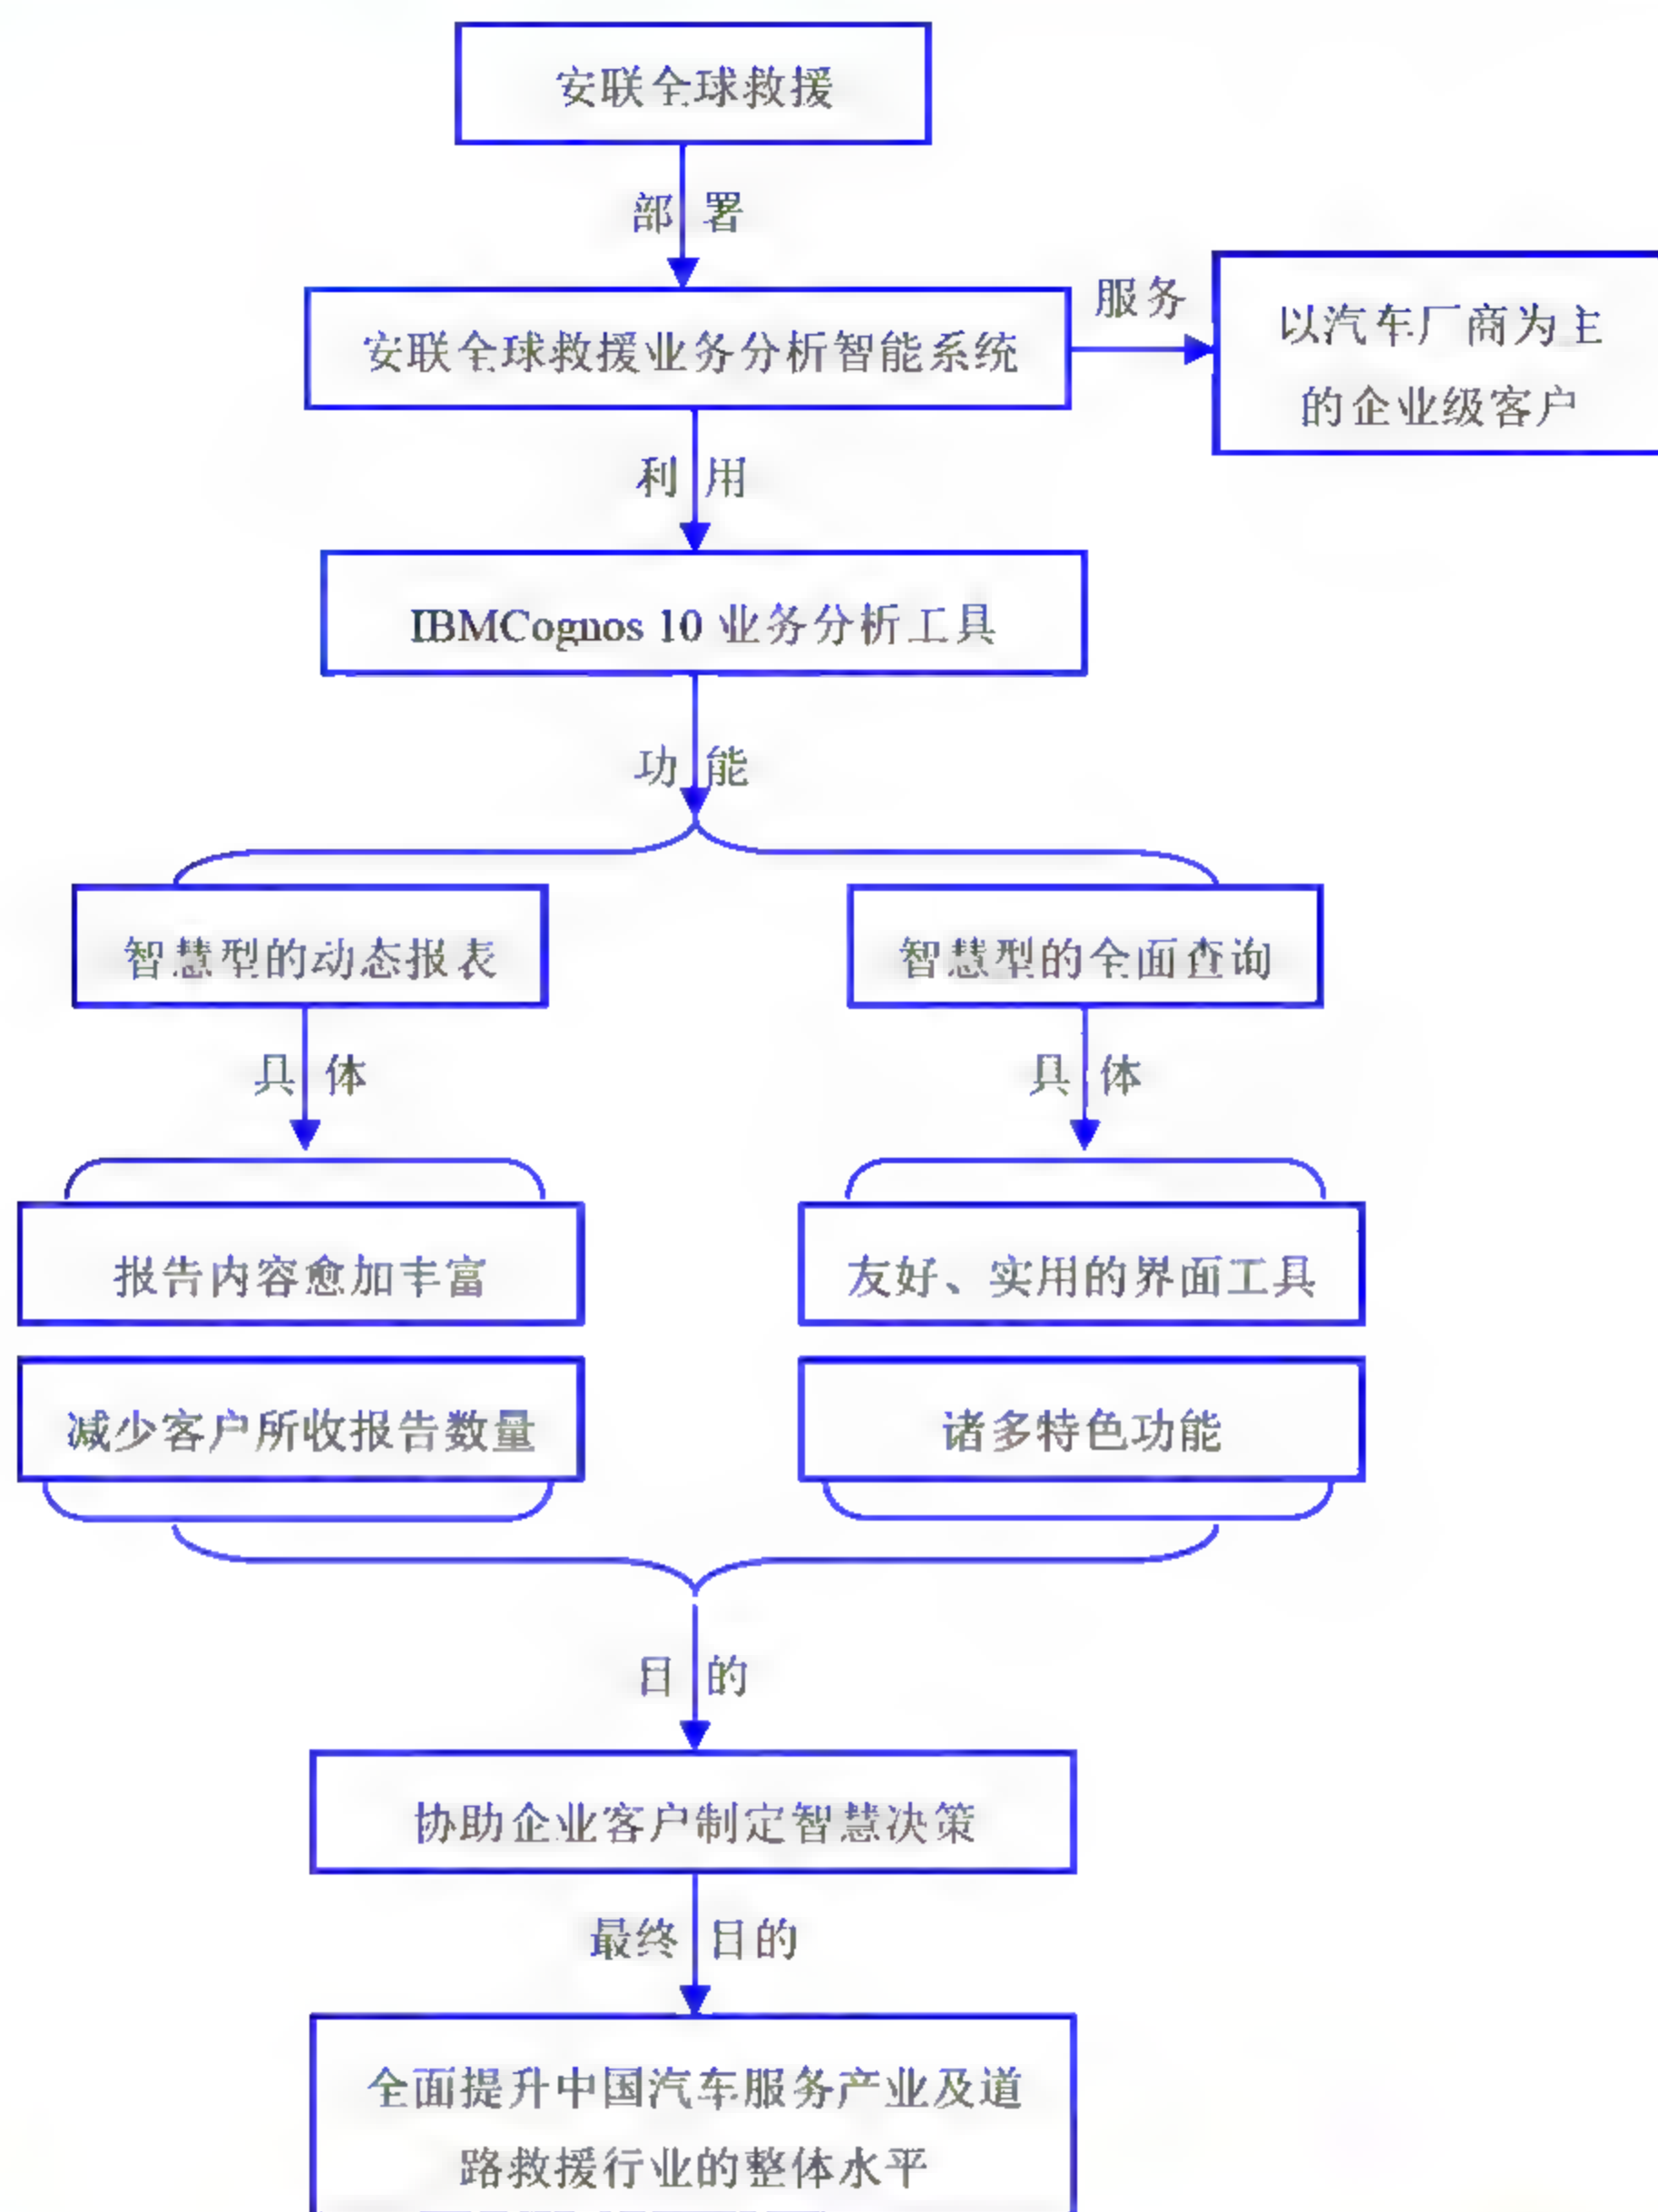 安联全球救援
部署
安联全球救援业务分析智能系统
服务
以汽车厂商为主
的企业级客户
利用
IBMCognos 10 业务分析工具
功能
智慧型的动态报表
智慧型的全面查询
具体
具体
报告内容愈加丰富
友好、实用的界面工具
减少客户所收报告数量
诸多特色功能
目的
协助企业客户制定智慧决策
最终目的
全面提升中国汽车服务产业及道
路救援行业的整体水平